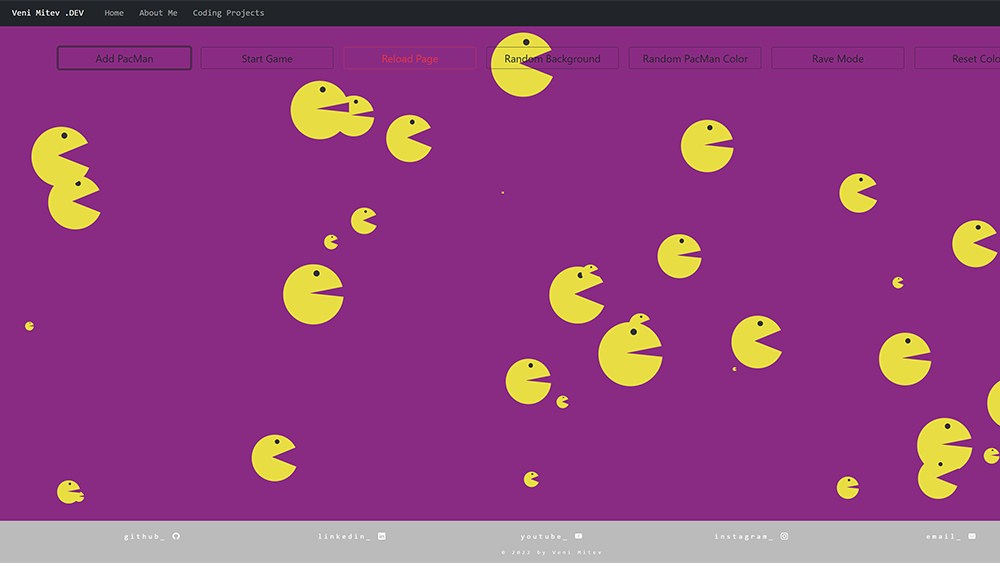 Veni Mitev .DEV Home About Me Coding Projects
Add PacMan Start Game Reload Page Random Background Random PacMan Color Rave Mode Reset Colo
github_ linkedin_ youtube_ instagram_ email_
© 2022 by Veni Mitev